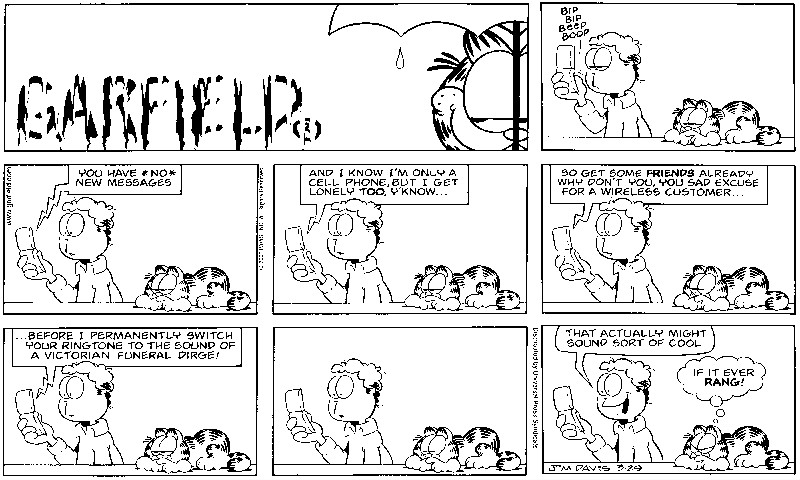 GARFIELD
BIP
BIP
BEEP
BOOP
YOU HAVE *NO*
NEW MESSAGES
AND I KNOW I'M ONLY A
CELL PHONE, BUT I GET
LONELY TOO, Y'KNOW...
SO GET SOME FRIENDS ALREADY
WHY DON'T YOU, YOU SAD EXCUSE
FOR A WIRELESS CUSTOMER...
...BEFORE I PERMANENTLY SWITCH
YOUR RINGTONE TO THE SOUND OF
A VICTORIAN FUNERAL DIRGE!
THAT ACTUALLY MIGHT
SOUND SORT OF COOL
IF IT EVER
RANG!
JIM DAVIS 3-29